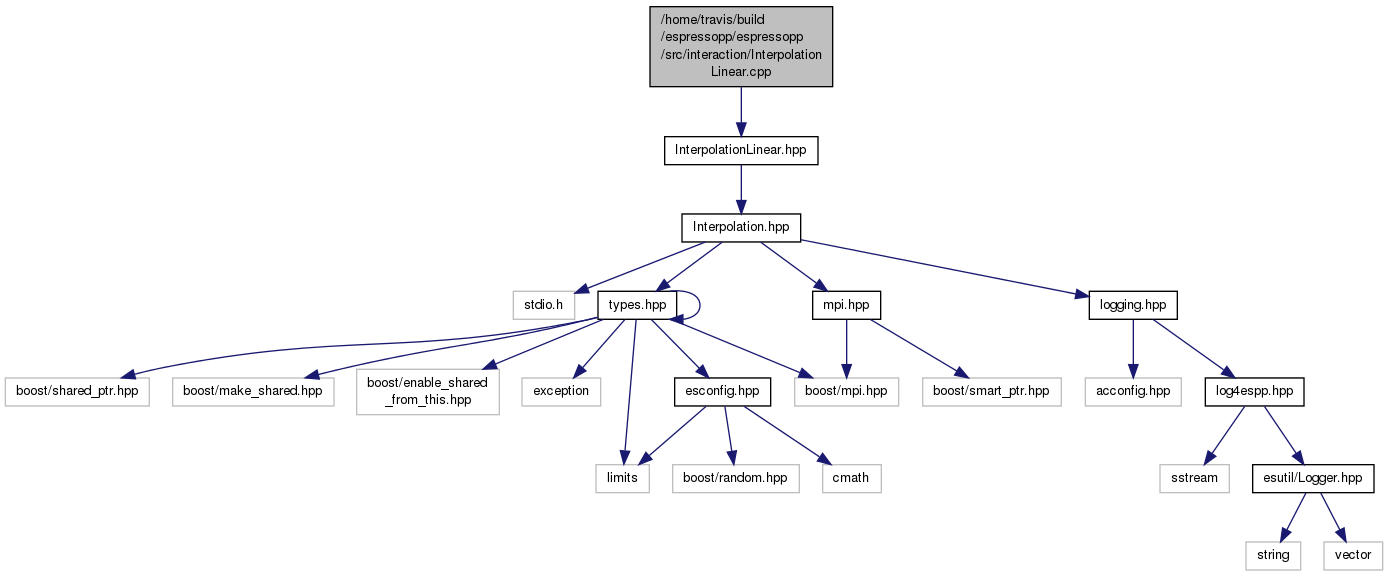 /home/travis/build
/espressopp/espressopp
/src/interaction/Interpolation
Linear.cpp
InterpolationLinear.hpp
Interpolation.hpp
stdio.h
types.hpp
mpi.hpp
logging.hpp
boost/shared_ptr.hpp
boost/make_shared.hpp
boost/enable_shared
_from_this.hpp
exception
esconfig.hpp
boost/mpi.hpp
boost/smart_ptr.hpp
acconfig.hpp
log4espp.hpp
limits
boost/random.hpp
cmath
sstream
esutil/Logger.hpp
string
vector